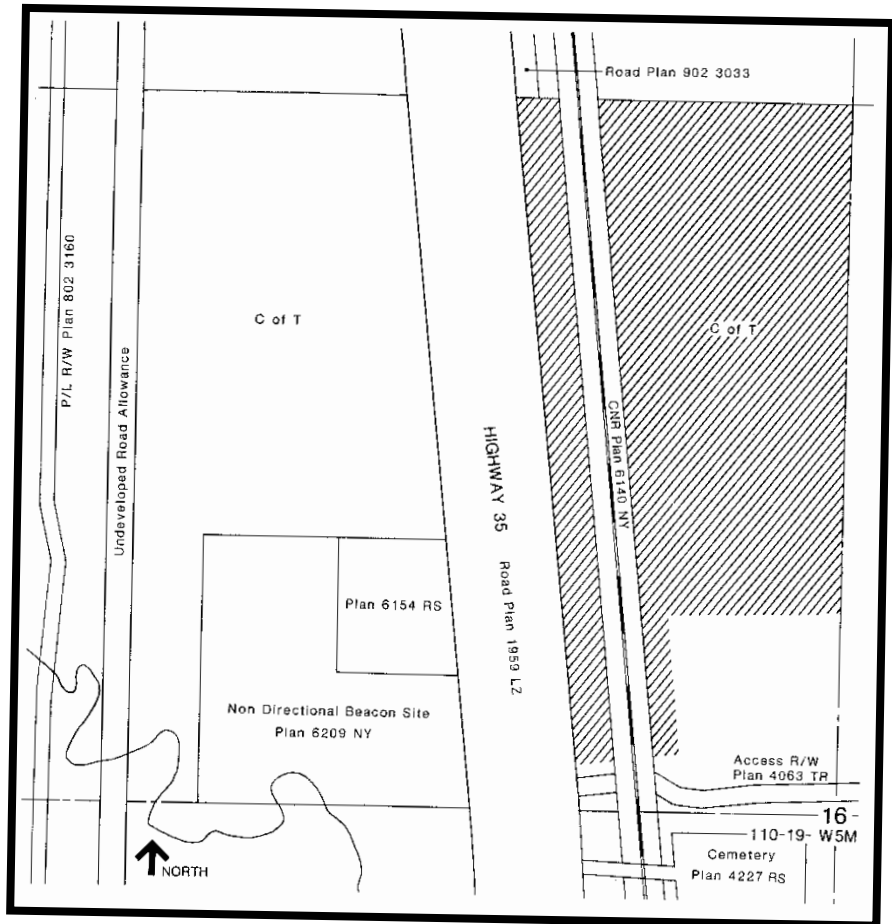 Road Plan 902 3033
P/L R/W Plan 802 3160
Undeveloped Road Allowance
C of T
C of T
CNR Plan 6140 NY
HIGHWAY 35 Road Plan 1959 LZ
Plan 6154 RS
Non Directional Beacon Site
Plan 6209 NY
Access R/W
Plan 4063 TR
16
110-19- W5M
Cemetery
Plan 4227 RS
NORTH